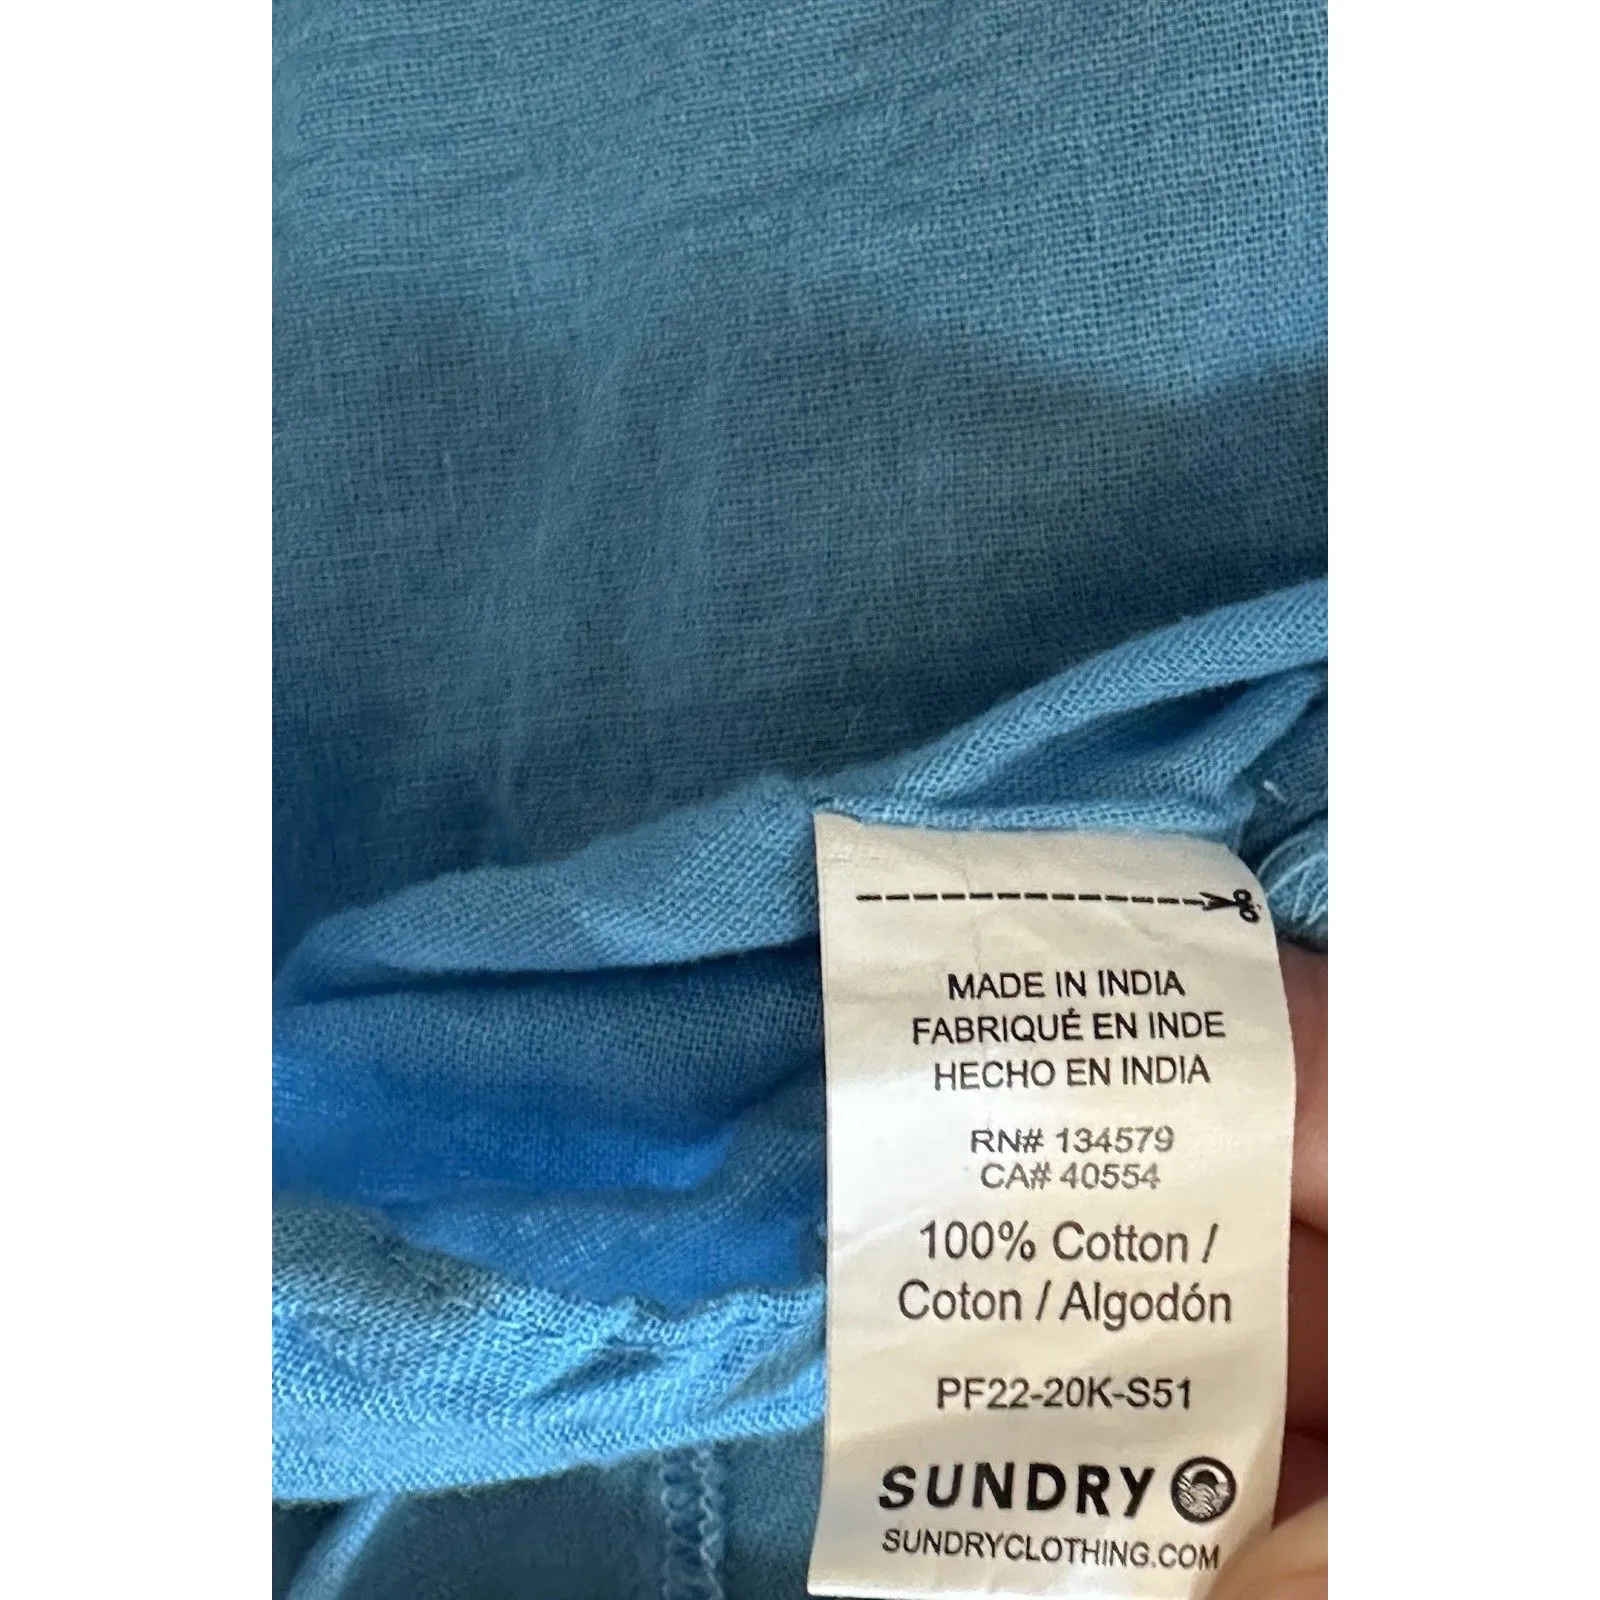 MADE IN INDIA
FABRIQUÉ EN INDE
HECHO EN INDIA
RN# 134579
CA# 40554
100% Cotton /
Coton / Algodón
PF22-20K-S51
SUNDRY
SUNDRYCLOTHING.COM